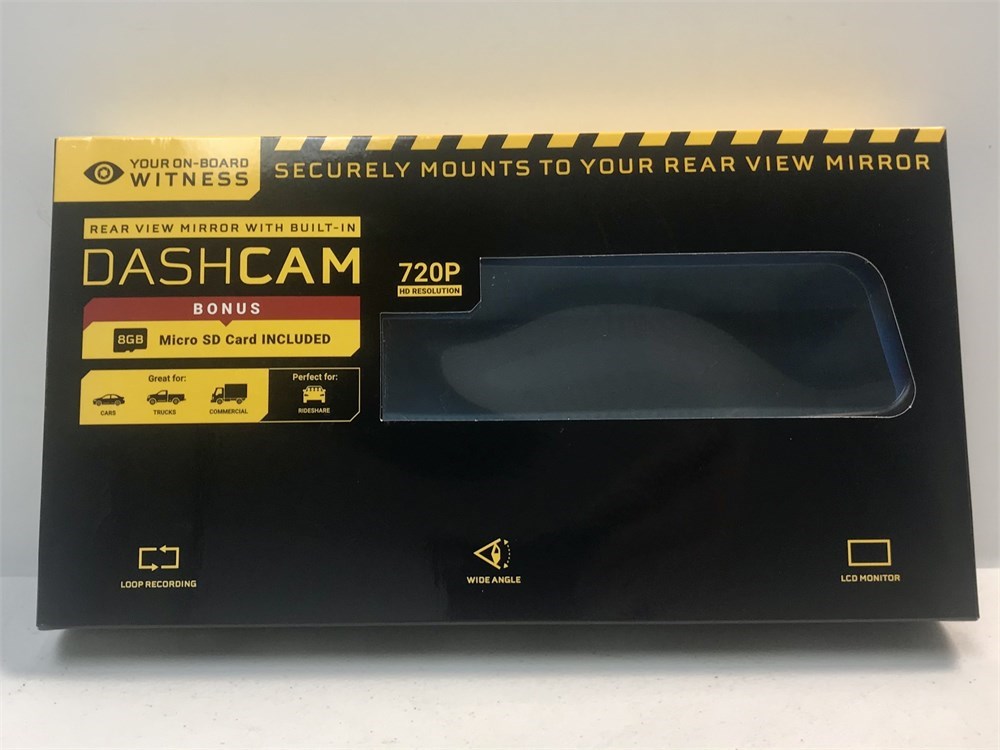 YOUR ON-BOARD
WITNESS
SECURELY MOUNTS TO YOUR REAR VIEW MIRROR
REAR VIEW MIRROR WITH BUILT-IN
DASHCAM
BONUS
8GB
Micro SD Card INCLUDED
720P
HD RESOLUTION
Great for:
CARS
TRUCKS
COMMERCIAL
Perfect for:
RIDESHARE
LOOP RECORDING
WIDE ANGLE
LCD MONITOR